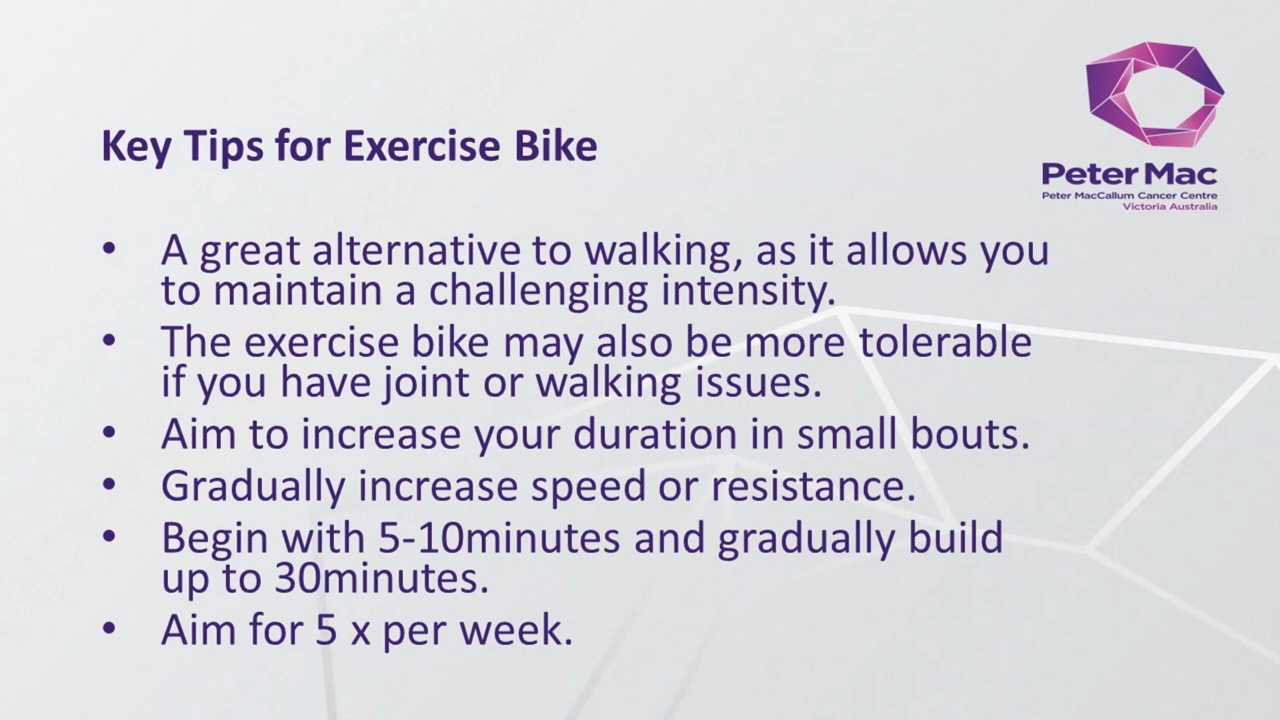 Peter Mac
Peter MacCallum Cancer Centre
Victoria Australia
Key Tips for Exercise Bike
• A great alternative to walking, as it allows you
to maintain a challenging intensity.
• The exercise bike may also be more tolerable
if you have joint or walking issues.
• Aim to increase your duration in small bouts.
• Gradually increase speed or resistance.
• Begin with 5-10minutes and gradually build
up to 30minutes.
• Aim for 5 x per week.